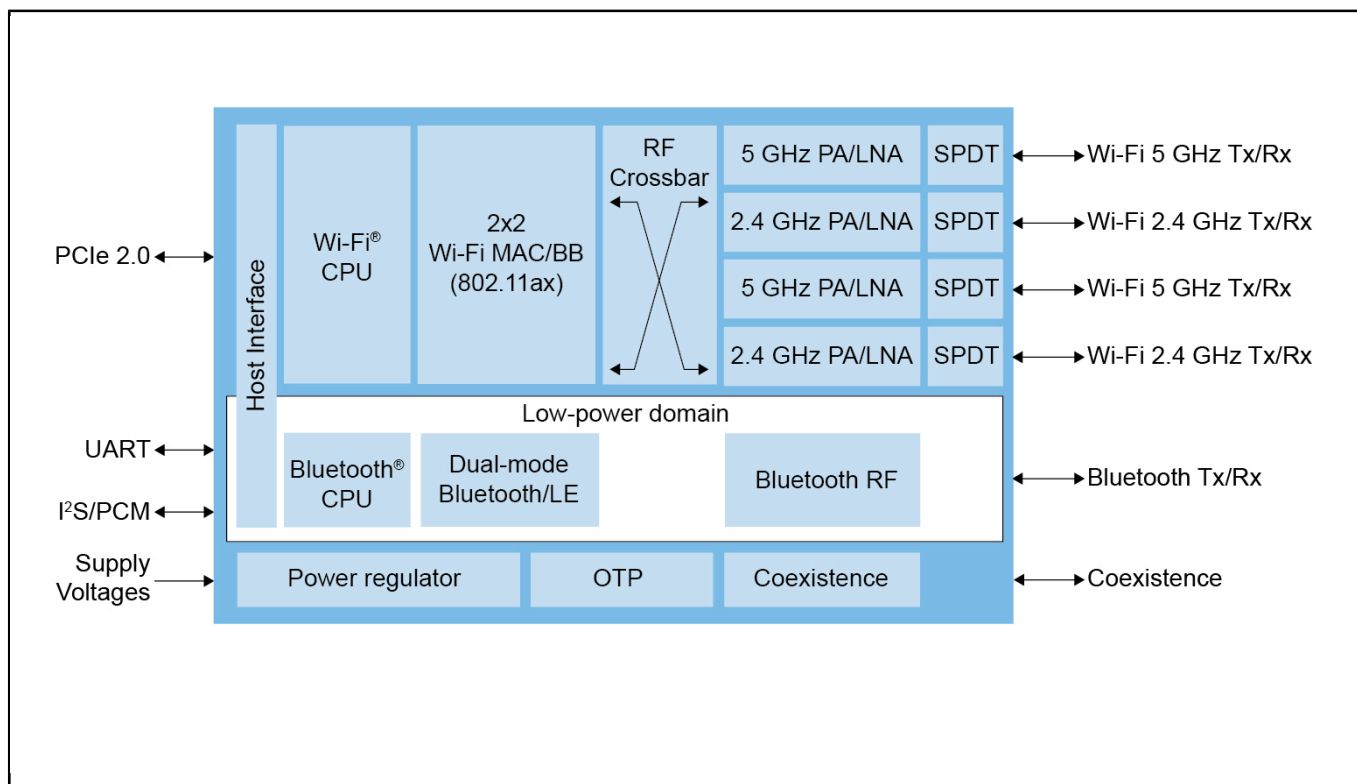 RF
Crossbar
5 GHz PA/LNA
SPDT
Wi-Fi 5 GHz Tx/Rx
2.4 GHz PA/LNA
SPDT
Wi-Fi 2.4 GHz Tx/Rx
5 GHz PA/LNA
SPDT
Wi-Fi 5 GHz Tx/Rx
2.4 GHz PA/LNA
SPDT
Wi-Fi 2.4 GHz Tx/Rx
PCIe 2.0
Host Interface
Wi-Fi®
CPU
2x2
Wi-Fi MAC/BB
(802.11ax)
Low-power domain
UART
I²S/PCM
Bluetooth®
CPU
Dual-mode
Bluetooth/LE
Bluetooth RF
Bluetooth Tx/Rx
Supply
Voltages
Power regulator
OTP
Coexistence
Coexistence